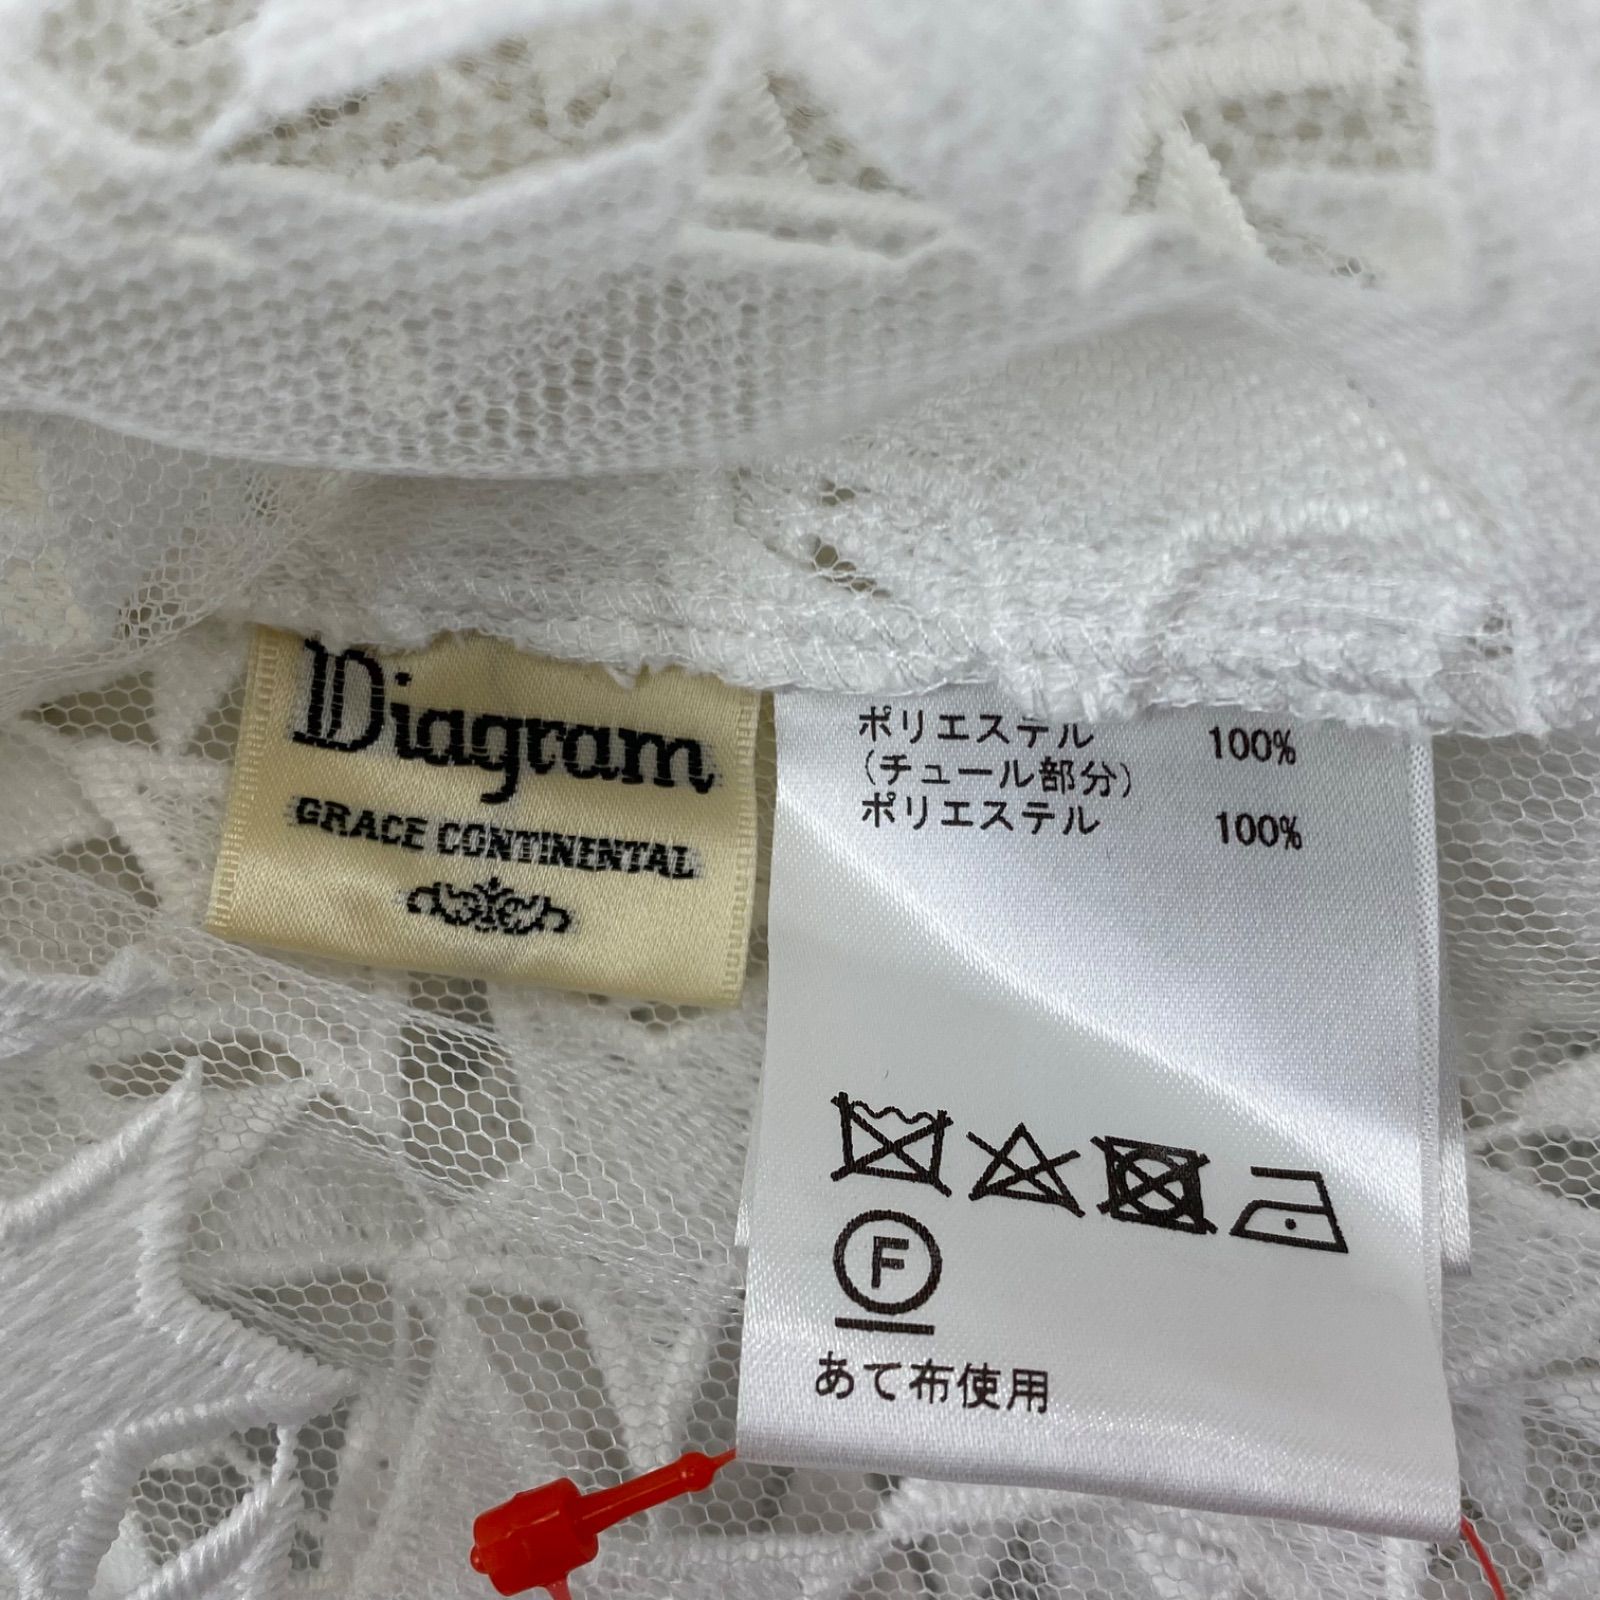 Diagram
GRACE CONTINENTAL
ポリエステル 100%
(チュール部分)
ポリエステル 100%
F
あて布使用